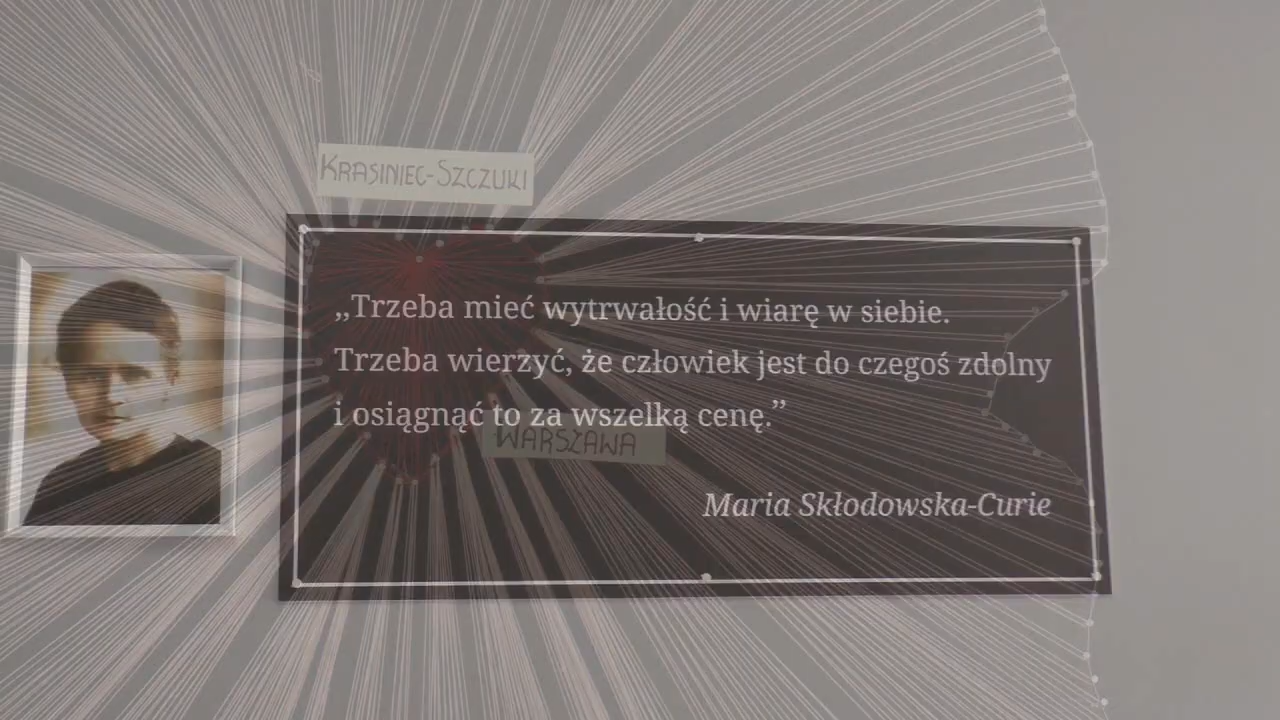 KRASINIEC-SZCZUKI
„Trzeba mieć wytrwałość i wiarę w siebie.
Trzeba wierzyć, że człowiek jest do czegoś zdolny
i osiągnąć to za wszelką cenę.”
WARSZAWA
Maria Skłodowska-Curie